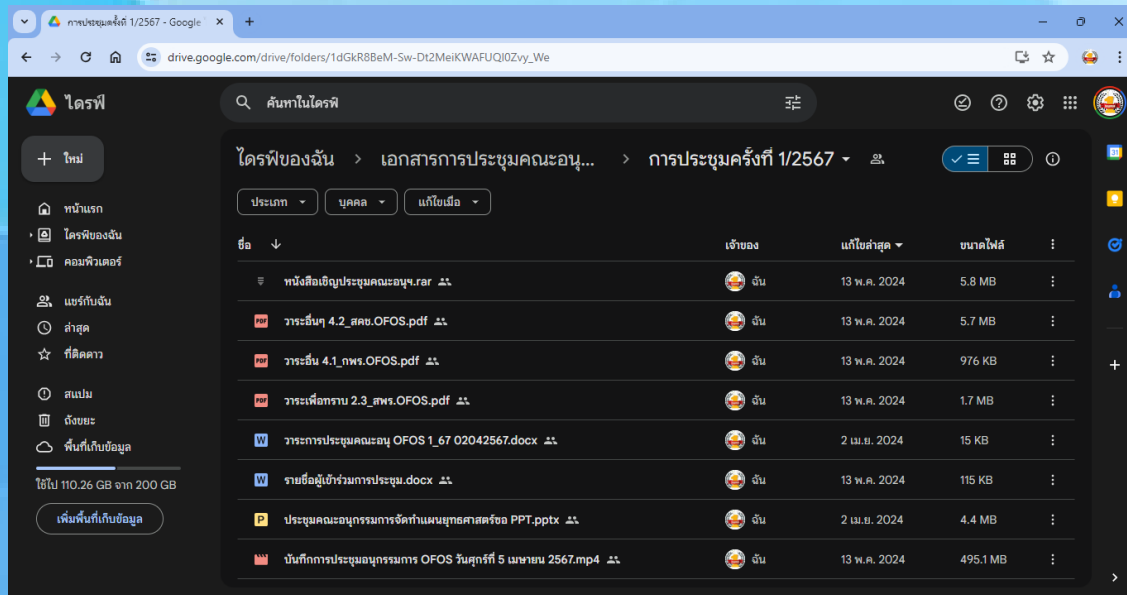 การประชุมครั้งที่ 1/2567 - Google
drive.google.com/drive/folders/1dGkR8BeM-Sw-Dt2MeiKWAFUQI0Zvy_We
ไดรฟ์
ค้นหาในไดรฟ์
ใหม่
ไดรฟ์ของฉัน > เอกสารการประชุมคณะอนุ... > การประชุมครั้งที่ 1/2567
ประเภท บุคคล แก้ไขเมื่อ
หน้าแรก
ไดรฟ์ของฉัน
คอมพิวเตอร์
แชร์กับฉัน
ล่าสุด
ที่ติดดาว
สแปม
ถังขยะ
พื้นที่เก็บข้อมูล
ใช้ไป 110.26 GB จาก 200 GB
เพิ่มพื้นที่เก็บข้อมูล
ชื่อ เจ้าของ แก้ไขล่าสุด ขนาดไฟล์
ทนังสือเชิญประชุมคณะอนุฯ.rar ฉัน 13 พ.ค. 2024 5.8 MB
PDF วาระอื่นๆ 4.2_สคช.OFOS.pdf ฉัน 13 พ.ค. 2024 5.7 MB
PDF วาระอื่น 4.1_กพร.OFOS.pdf ฉัน 13 พ.ค. 2024 976 KB
PDF วาระเพื่อทราบ 2.3_สพร.OFOS.pdf ฉัน 13 พ.ค. 2024 1.7 MB
W วาระการประชุมคณะอนุ OFOS 1_67 02042567.docx ฉัน 2 เม.ย. 2024 15 KB
W รายชื่อผู้เข้าร่วมการประชุม.docx ฉัน 13 พ.ค. 2024 115 KB
P ประชุมคณะอนุกรรมการจัดทำแผนยุทธศาสตร์ซอ PPT.pptx ฉัน 2 เม.ย. 2024 4.4 MB
บันทึกการประชุมอนุกรรมการ OFOS วันศุกร์ที่ 5 เมษายน 2567.mp4 ฉัน 13 พ.ค. 2024 495.1 MB
31